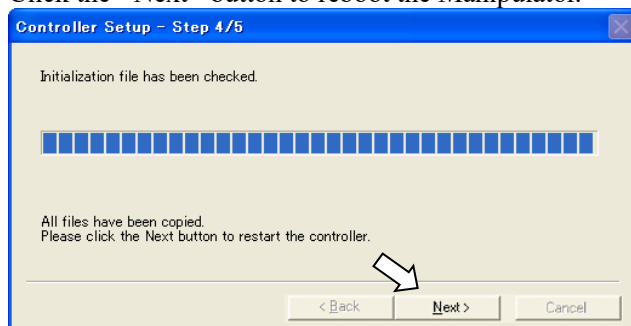 Click the "Next" button to reboot the Manipulator.
Controller Setup - Step 4/5
Initialization file has been checked.
All files have been copied.
Please click the Next button to restart the controller.
< Back
Next >
Cancel